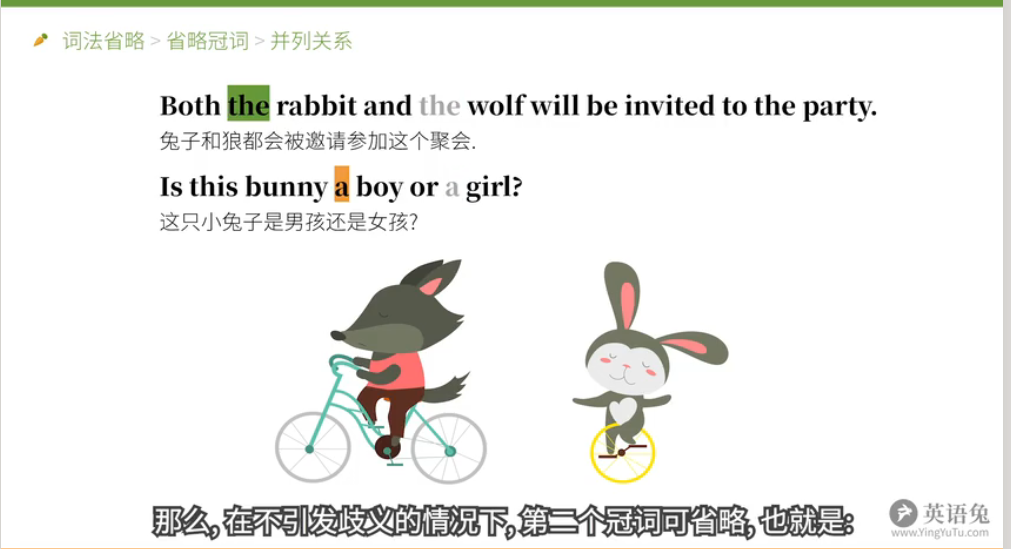 词法省略 > 省略冠词 > 并列关系
Both the rabbit and the wolf will be invited to the party.
兔子和狼都会被邀请参加这个聚会.
Is this bunny a boy or a girl?
这只小兔子是男孩还是女孩?
那么, 在不引发歧义的情况下, 第二个冠词可省略, 也就是:
英语兔
www.YingYuTu.com